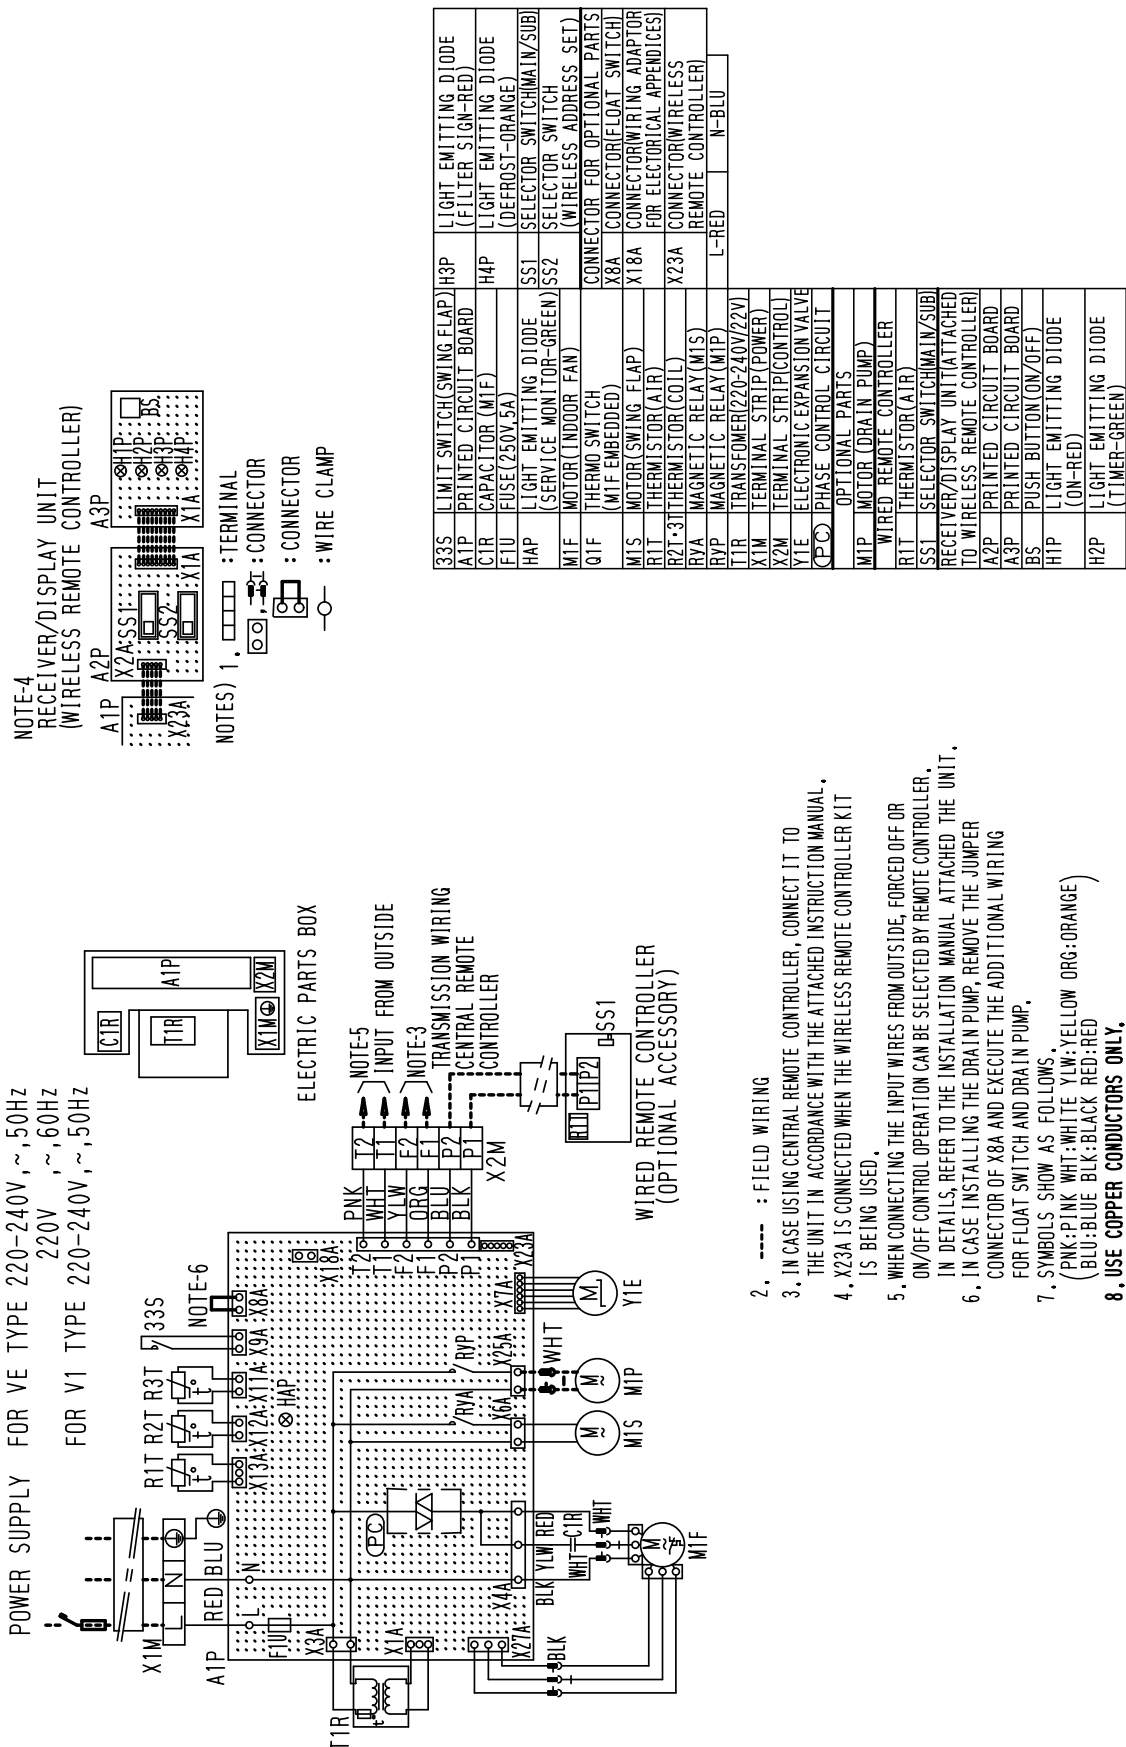 POWER SUPPLY FOR VE TYPE 220-240V,~,50Hz
220V ,~,60Hz
FOR V1 TYPE 220-240V,~,50Hz
X1M
L
N
RED
BLU
L
N
A1P
F1U
X3A
X1A
X27A
T1R
t°
R1T
R2T
R3T
t°
t°
t°
X13A
X12A
X11A
33S
X9A
NOTE-6
X8A
HAP
PC
X18A
T2
T1
F2
F1
P2
P1
X23A
X7A
RyA
RyP
X6A
X25A
X4A
BLK
YLW
RED
C1R
WHT
WHT
BLK
M~
M1F
M~
M1S
WHT
M~
M1P
M
Y1E
PNK
WHT
YLW
ORG
BLU
BLK
T2
T1
F2
F1
P2
P1
X2M
NOTE-5
INPUT FROM OUTSIDE
NOTE-3
TRANSMISSION WIRING
CENTRAL REMOTE
CONTROLLER
R1T
P1P2
SS1
WIRED REMOTE CONTROLLER
(OPTIONAL ACCESSORY)
C1R
T1R
A1P
X1M
X2M
ELECTRIC PARTS BOX
NOTE-4
RECEIVER/DISPLAY UNIT
(WIRELESS REMOTE CONTROLLER)
A1P
X23A
A2P
X2A
SS1
SS2
X1A
A3P
X1A
H1P
H2P
H3P
H4P
BS
NOTES) 1.
:TERMINAL
:CONNECTOR
:CONNECTOR
:WIRE CLAMP
2. ---- :FIELD WIRING
3. IN CASE USING CENTRAL REMOTE CONTROLLER, CONNECT IT TO
THE UNIT IN ACCORDANCE WITH THE ATTACHED INSTRUCTION MANUAL.
4. X23A IS CONNECTED WHEN THE WIRELESS REMOTE CONTROLLER KIT
IS BEING USED.
5. WHEN CONNECTING THE INPUT WIRES FROM OUTSIDE, FORCED OFF OR
ON/OFF CONTROL OPERATION CAN BE SELECTED BY REMOTE CONTROLLER.
IN DETAILS, REFER TO THE INSTALLATION MANUAL ATTACHED THE UNIT.
6. IN CASE INSTALLING THE DRAIN PUMP, REMOVE THE JUMPER
CONNECTOR OF X8A AND EXECUTE THE ADDITIONAL WIRING
FOR FLOAT SWITCH AND DRAIN PUMP.
7. SYMBOLS SHOW AS FOLLOWS.
(PNK:PINK WHT:WHITE YLW:YELLOW ORG:ORANGE)
(BLU:BLUE BLK:BLACK RED:RED)
8. USE COPPER CONDUCTORS ONLY.
33S LIMIT SWITCH(SWING FLAP)
A1P PRINTED CIRCUIT BOARD
C1R CAPACITOR (M1F)
F1U FUSE(250V,5A)
HAP LIGHT EMITTING DIODE
(SERVICE MONITOR-GREEN)
M1F MOTOR(INDOOR FAN)
Q1F THERMO SWITCH
(M1F EMBEDDED)
M1S MOTOR(SWING FLAP)
R1T THERMISTOR(AIR)
R2T·3T THERMISTOR(COIL)
RyA MAGNETIC RELAY(M1S)
RyP MAGNETIC RELAY(M1P)
T1R TRANSFOMER(220-240V/22V)
X1M TERMINAL STRIP(POWER)
X2M TERMINAL STRIP(CONTROL)
Y1E ELECTRONIC EXPANSION VALVE
PC PHASE CONTROL CIRCUIT
OPTIONAL PARTS
M1P MOTOR(DRAIN PUMP)
WIRED REMOTE CONTROLLER
R1T THERMISTOR(AIR)
SS1 SELECTOR SWITCH(MAIN/SUB)
RECEIVER/DISPLAY UNIT(ATTACHED
TO WIRELESS REMOTE CONTROLLER)
A2P PRINTED CIRCUIT BOARD
A3P PRINTED CIRCUIT BOARD
BS PUSH BUTTON(ON/OFF)
H1P LIGHT EMITTING DIODE
(ON-RED)
H2P LIGHT EMITTING DIODE
(TIMER-GREEN)
H3P LIGHT EMITTING DIODE
(FILTER SIGN-RED)
H4P LIGHT EMITTING DIODE
(DEFROST-ORANGE)
SS1 SELECTOR SWITCH(MAIN/SUB)
SS2 SELECTOR SWITCH
(WIRELESS ADDRESS SET)
CONNECTOR FOR OPTIONAL PARTS
X8A CONNECTOR(FLOAT SWITCH)
X18A CONNECTOR(WIRING ADAPTOR
FOR ELECTORICAL APPENDICES)
X23A CONNECTOR(WIRELESS
REMOTE CONTROLLER)
L-RED N-BLU